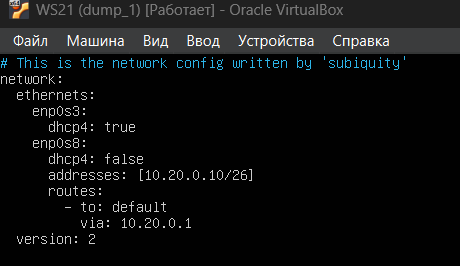 WS21 (dump_1) [Работает] - Oracle VirtualBox
Файл Машина Вид Ввод Устройства Справка
# This is the network config written by 'subiquity'
network:
  ethernets:
    enp0s3:
      dhcp4: true
    enp0s8:
      dhcp4: false
      addresses: [10.20.0.10/26]
      routes:
        - to: default
          via: 10.20.0.1
  version: 2